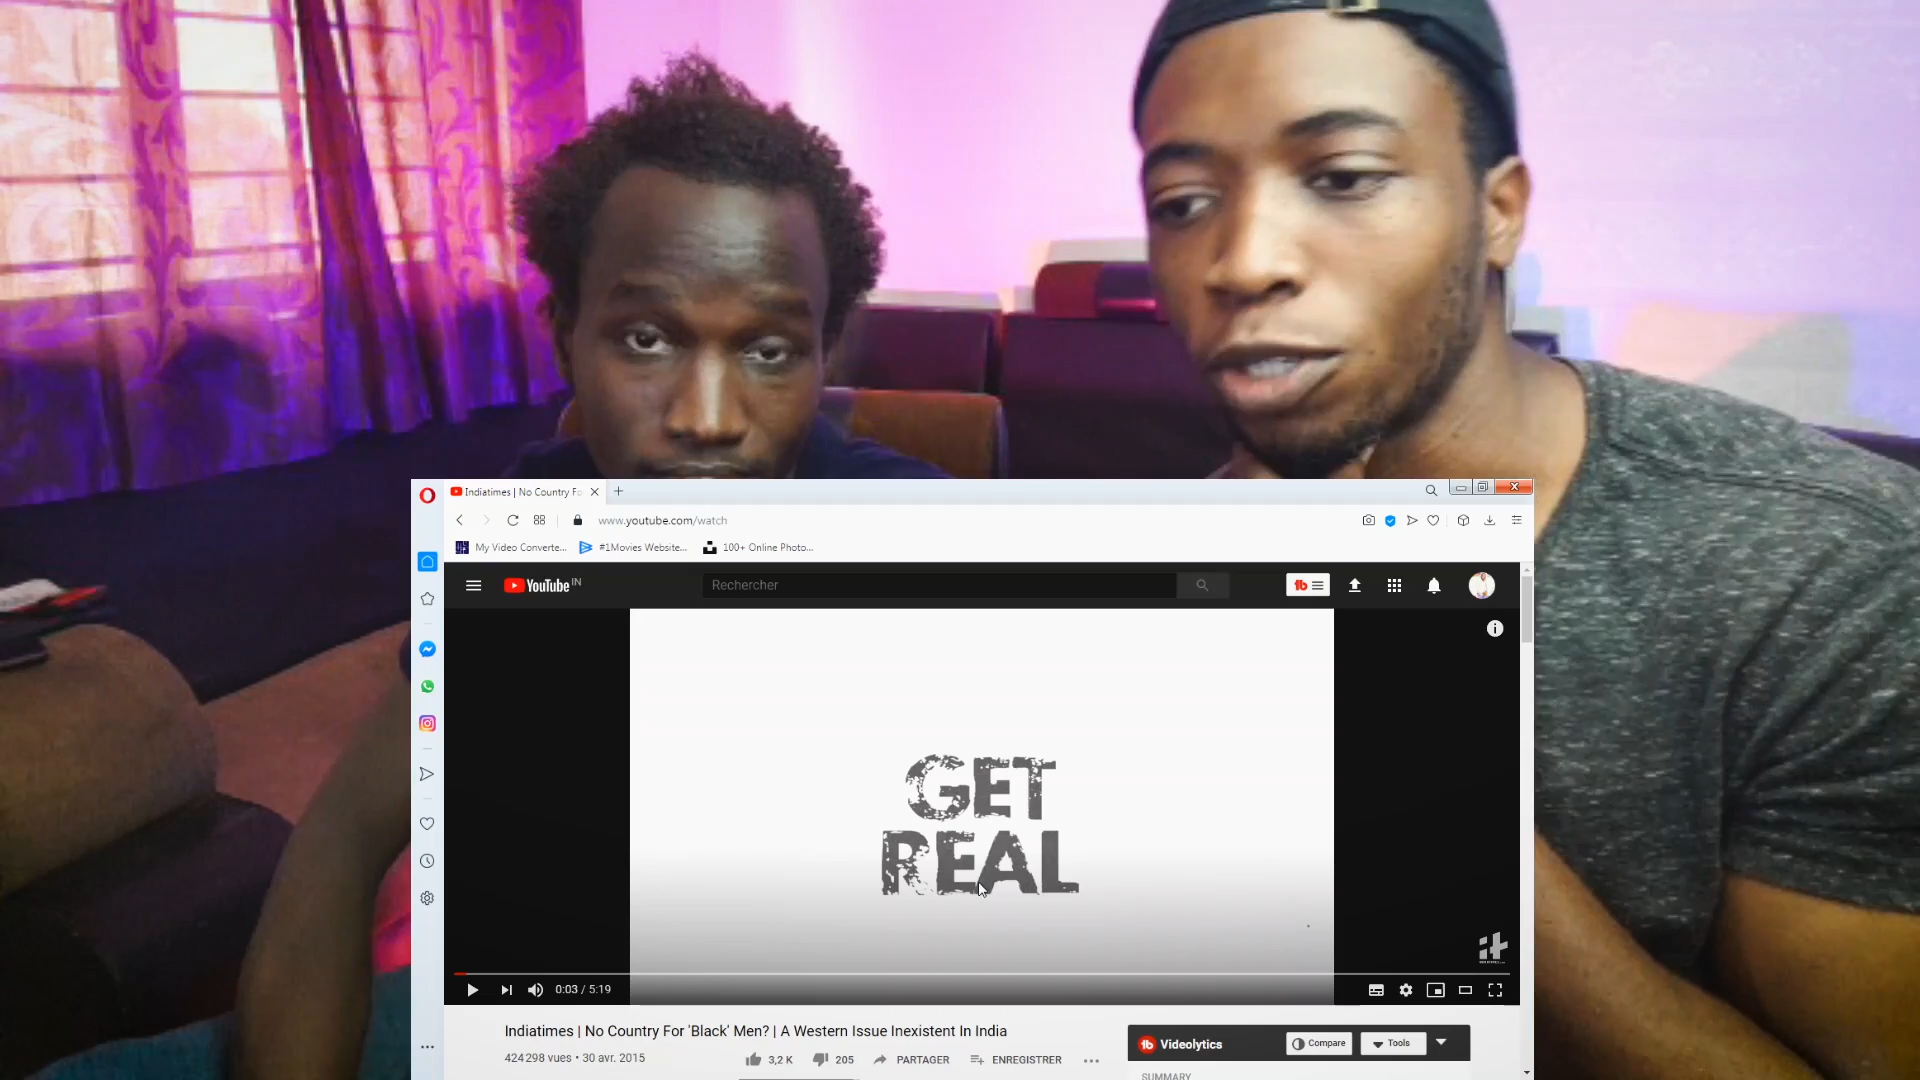 Indiatimes | No Country Fo
www.youtube.com/watch
My Video Converte...
#1Movies Website...
100+ Online Photo...
YouTube IN
Rechercher
GET
REAL
0:03 / 5:19
Indiatimes | No Country For 'Black' Men? | A Western Issue Inexistent In India
424 298 vues • 30 avr. 2015
3,2 K
205
PARTAGER
ENREGISTRER
Videolytics
Compare
Tools
SUMMARY